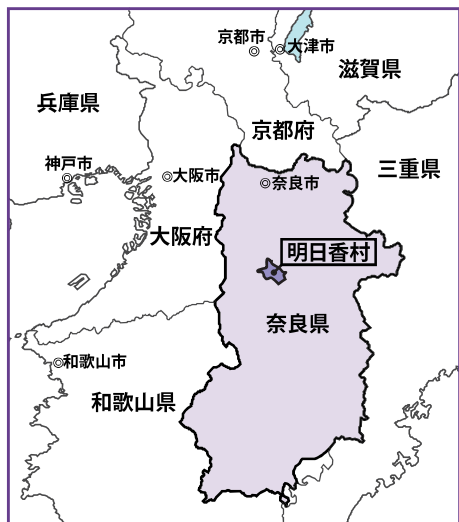 京都市
大津市
滋賀県
兵庫県
京都府
神戸市
大阪市
奈良市
三重県
大阪府
明日香村
奈良県
和歌山市
和歌山県